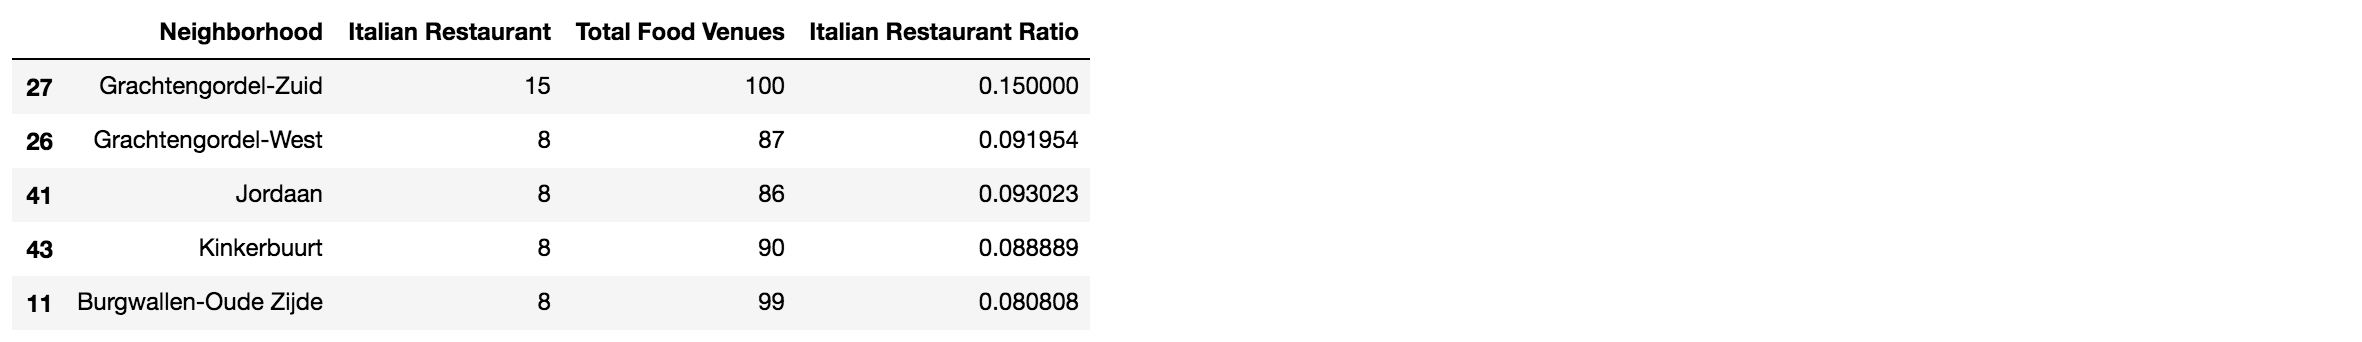 Neighborhood Italian Restaurant Total Food Venues Italian Restaurant Ratio
27 Grachtengordel-Zuid 15 100 0.150000
26 Grachtengordel-West 8 87 0.091954
41 Jordaan 8 86 0.093023
43 Kinkerbuurt 8 90 0.088889
11 Burgwallen-Oude Zijde 8 99 0.080808